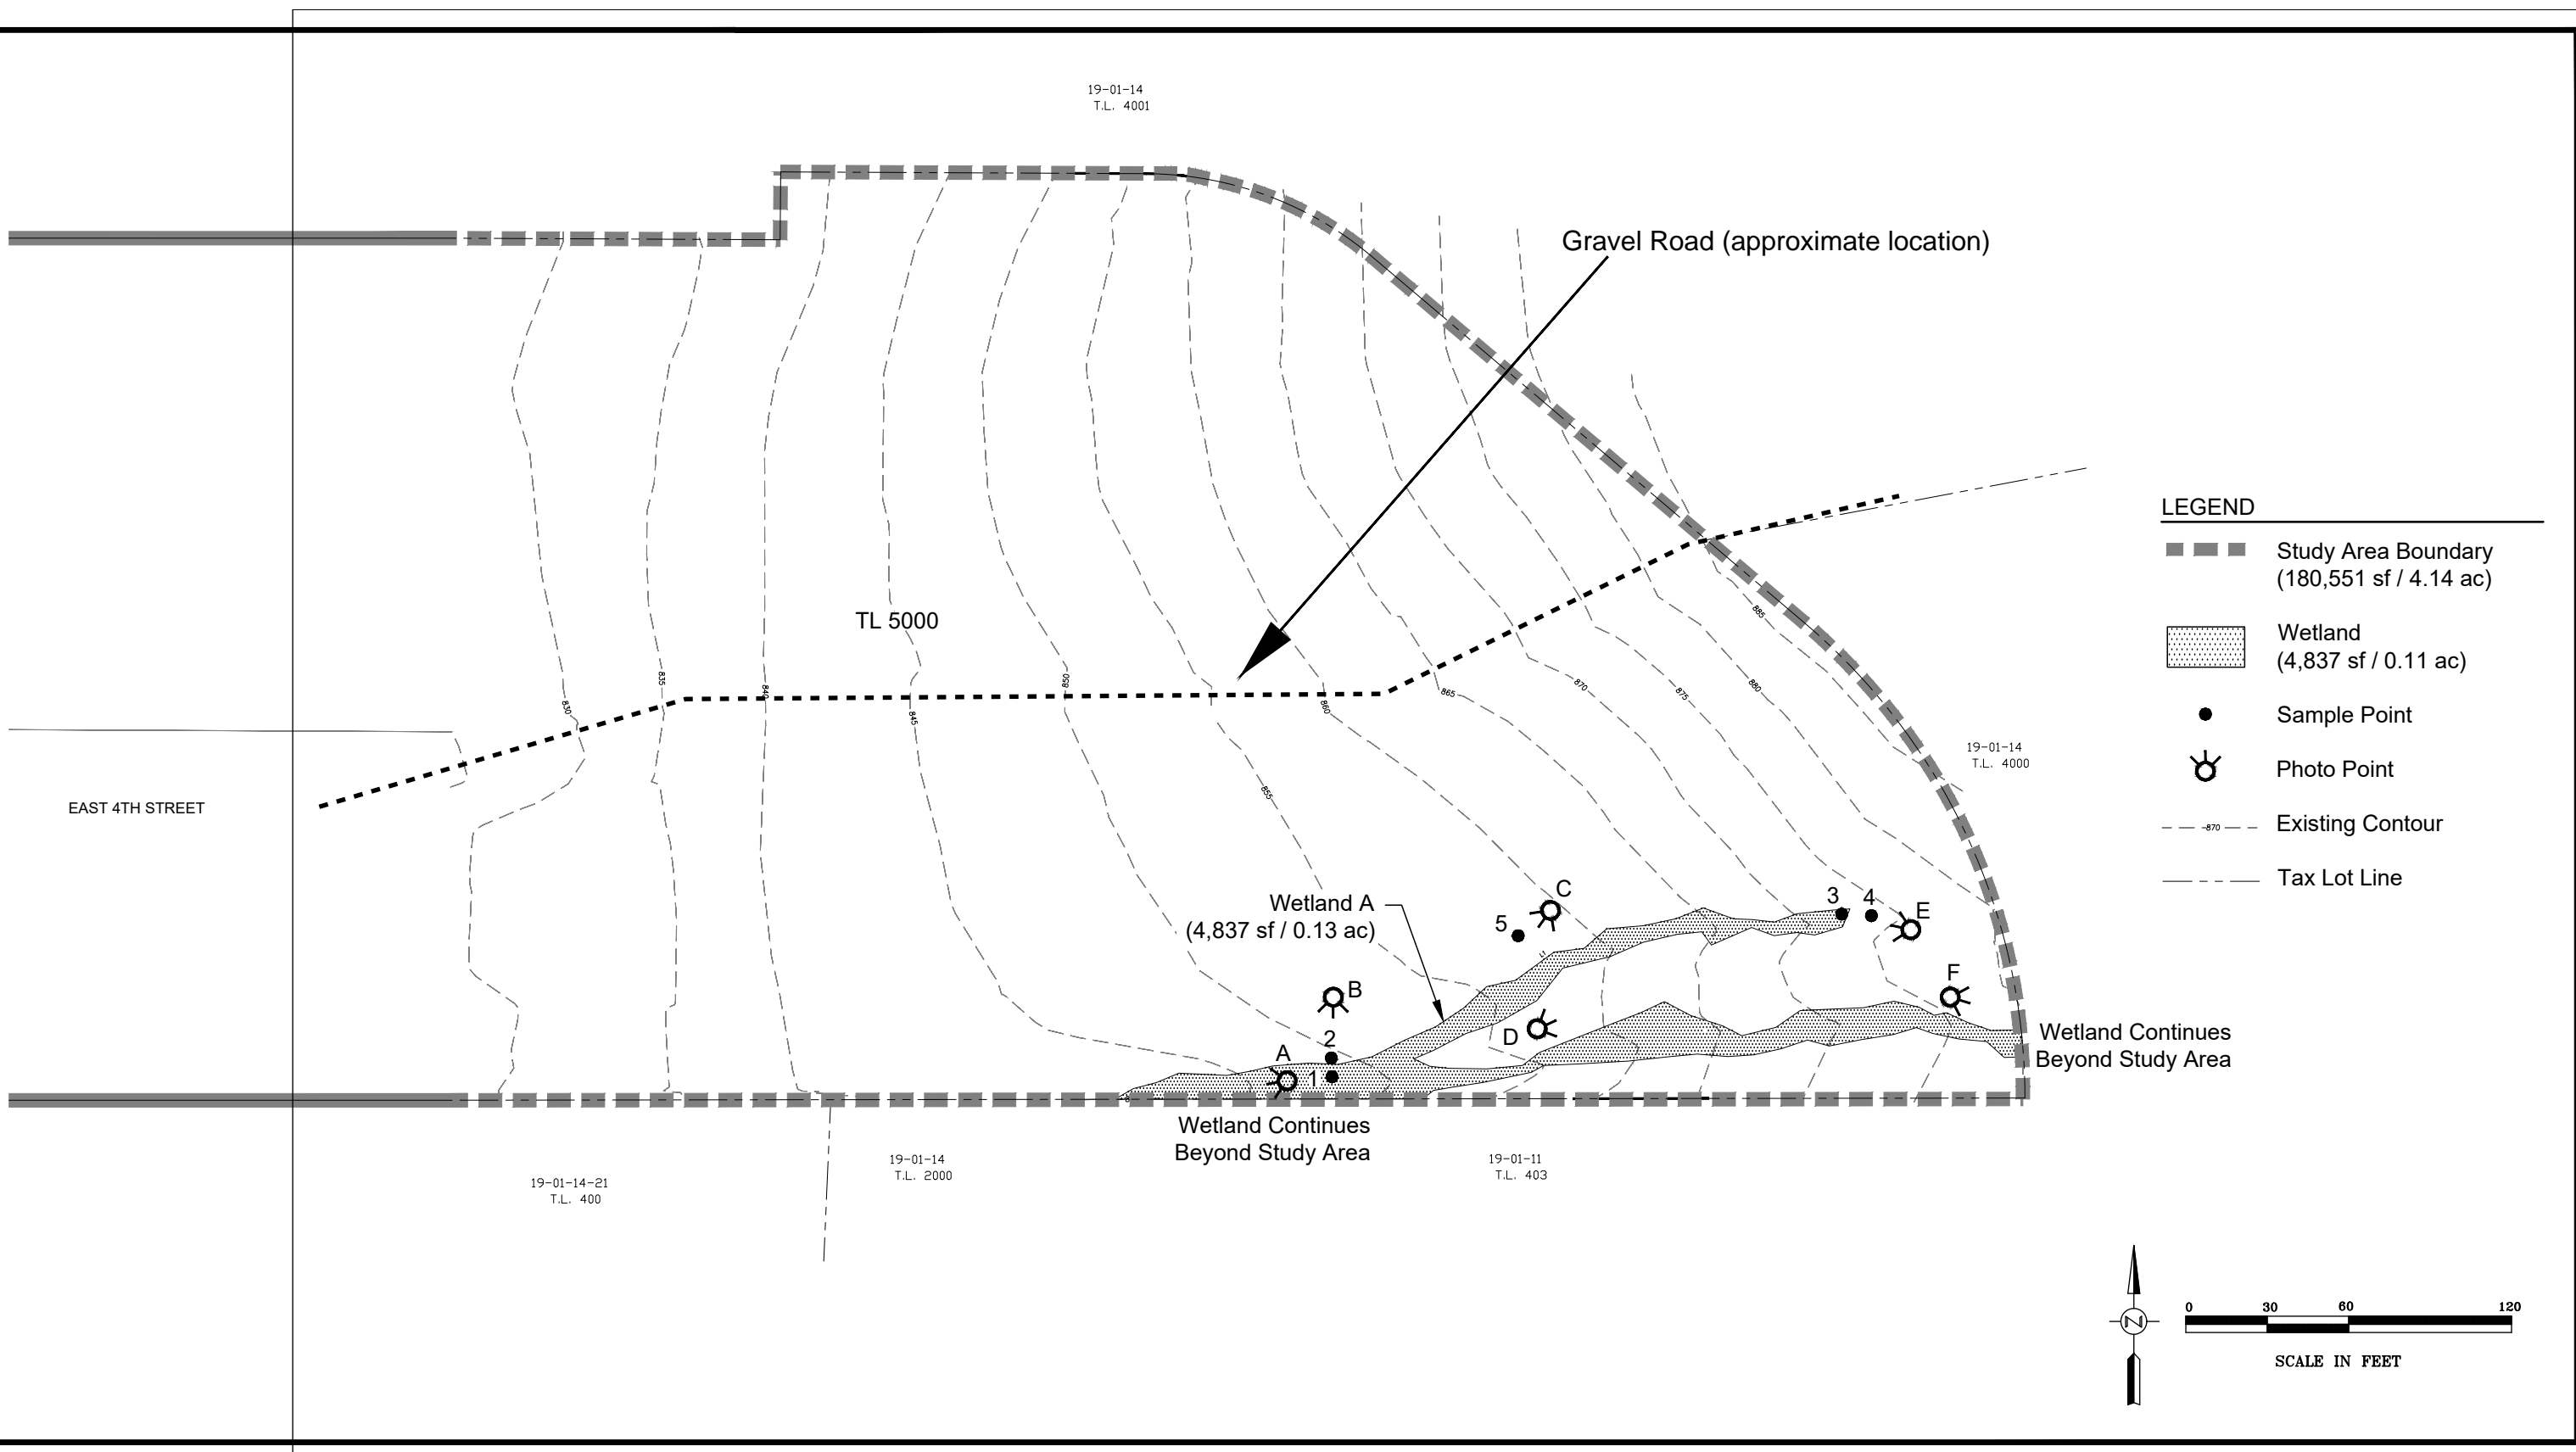 19-01-14
T.L. 4001
Gravel Road (approximate location)
LEGEND
Study Area Boundary
(180,551 sf / 4.14 ac)
Wetland
(4,837 sf / 0.11 ac)
Sample Point
Photo Point
870
Existing Contour
Tax Lot Line
TL 5000
885
830
835
840
845
850
855
860
865
870
875
880
19-01-14
T.L. 4000
EAST 4TH STREET
Wetland A
(4,837 sf / 0.13 ac)
C
5
3
4
E
B
F
D
2
A
1
Wetland Continues
Beyond Study Area
Wetland Continues
Beyond Study Area
19-01-14
T.L. 2000
19-01-11
T.L. 403
19-01-14-21
T.L. 400
N
0 30 60 120
SCALE IN FEET